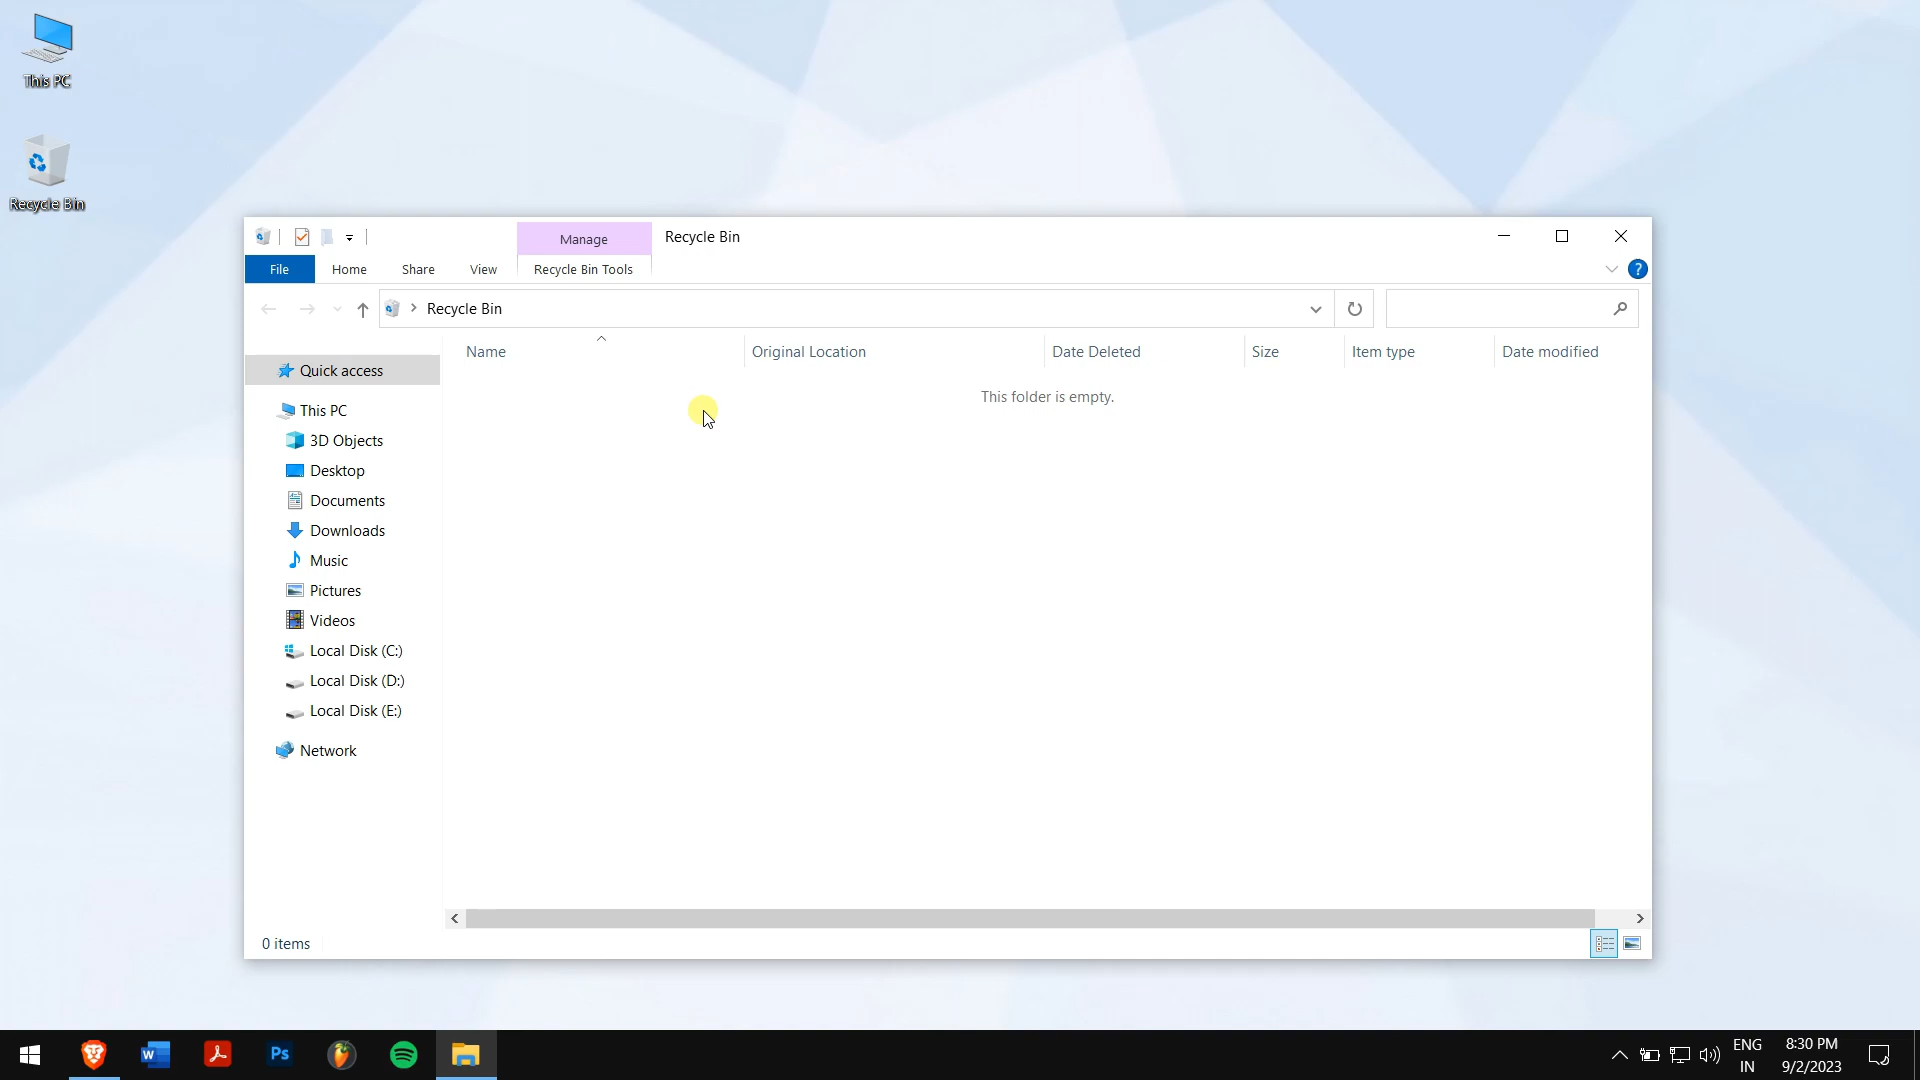 This PC
Recycle Bin
Manage
Recycle Bin
File
Home
Share
View
Recycle Bin Tools
?
Recycle Bin
Name
Original Location
Date Deleted
Size
Item type
Date modified
This folder is empty.
Quick access
This PC
3D Objects
Desktop
Documents
Downloads
Music
Pictures
Videos
Local Disk (C:)
Local Disk (D:)
Local Disk (E:)
Network
0 items
W
Ps
ENG
IN
8:30 PM
9/2/2023